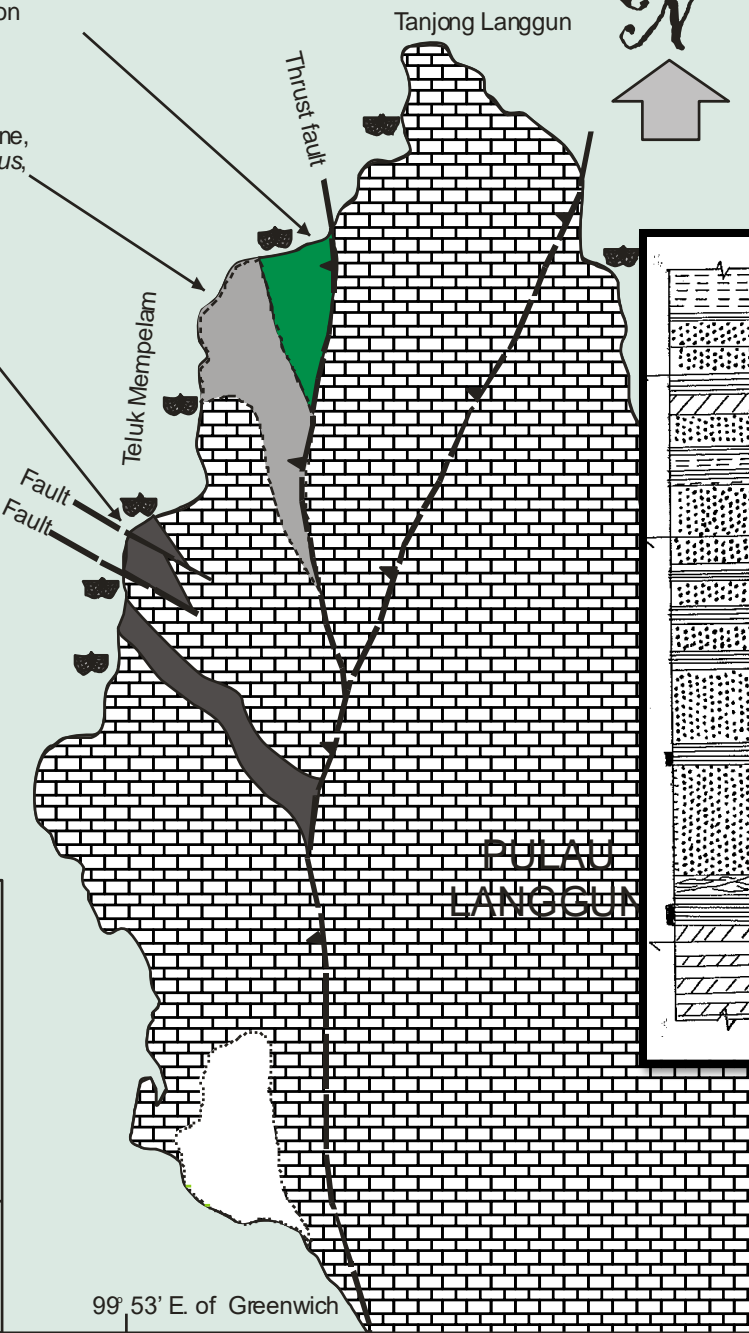 on
Tanjong Langgun
N
Thrust fault
ne,
us,
Teluk Mempelam
Fault
Fault
PULAU
LANGGUN
99° 53' E. of Greenwich